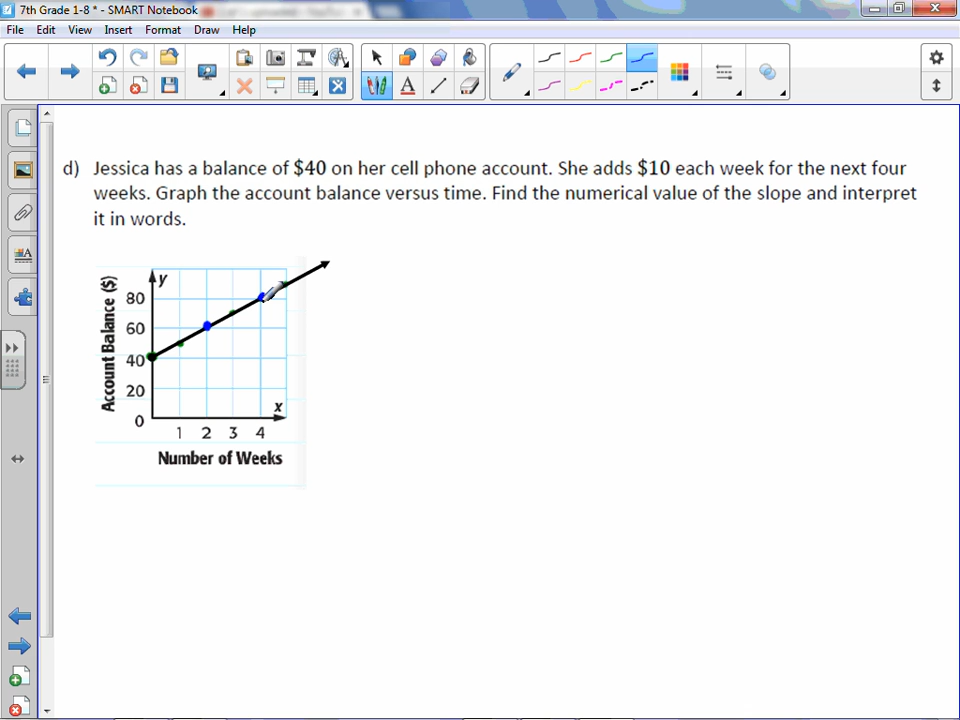 7th Grade 1-8 * - SMART Notebook
File Edit View Insert Format Draw Help
d) Jessica has a balance of $40 on her cell phone account. She adds $10 each week for the next four
weeks. Graph the account balance versus time. Find the numerical value of the slope and interpret
it in words.
y
Account Balance ($)
80
60
40
20
0
x
1 2 3 4
Number of Weeks